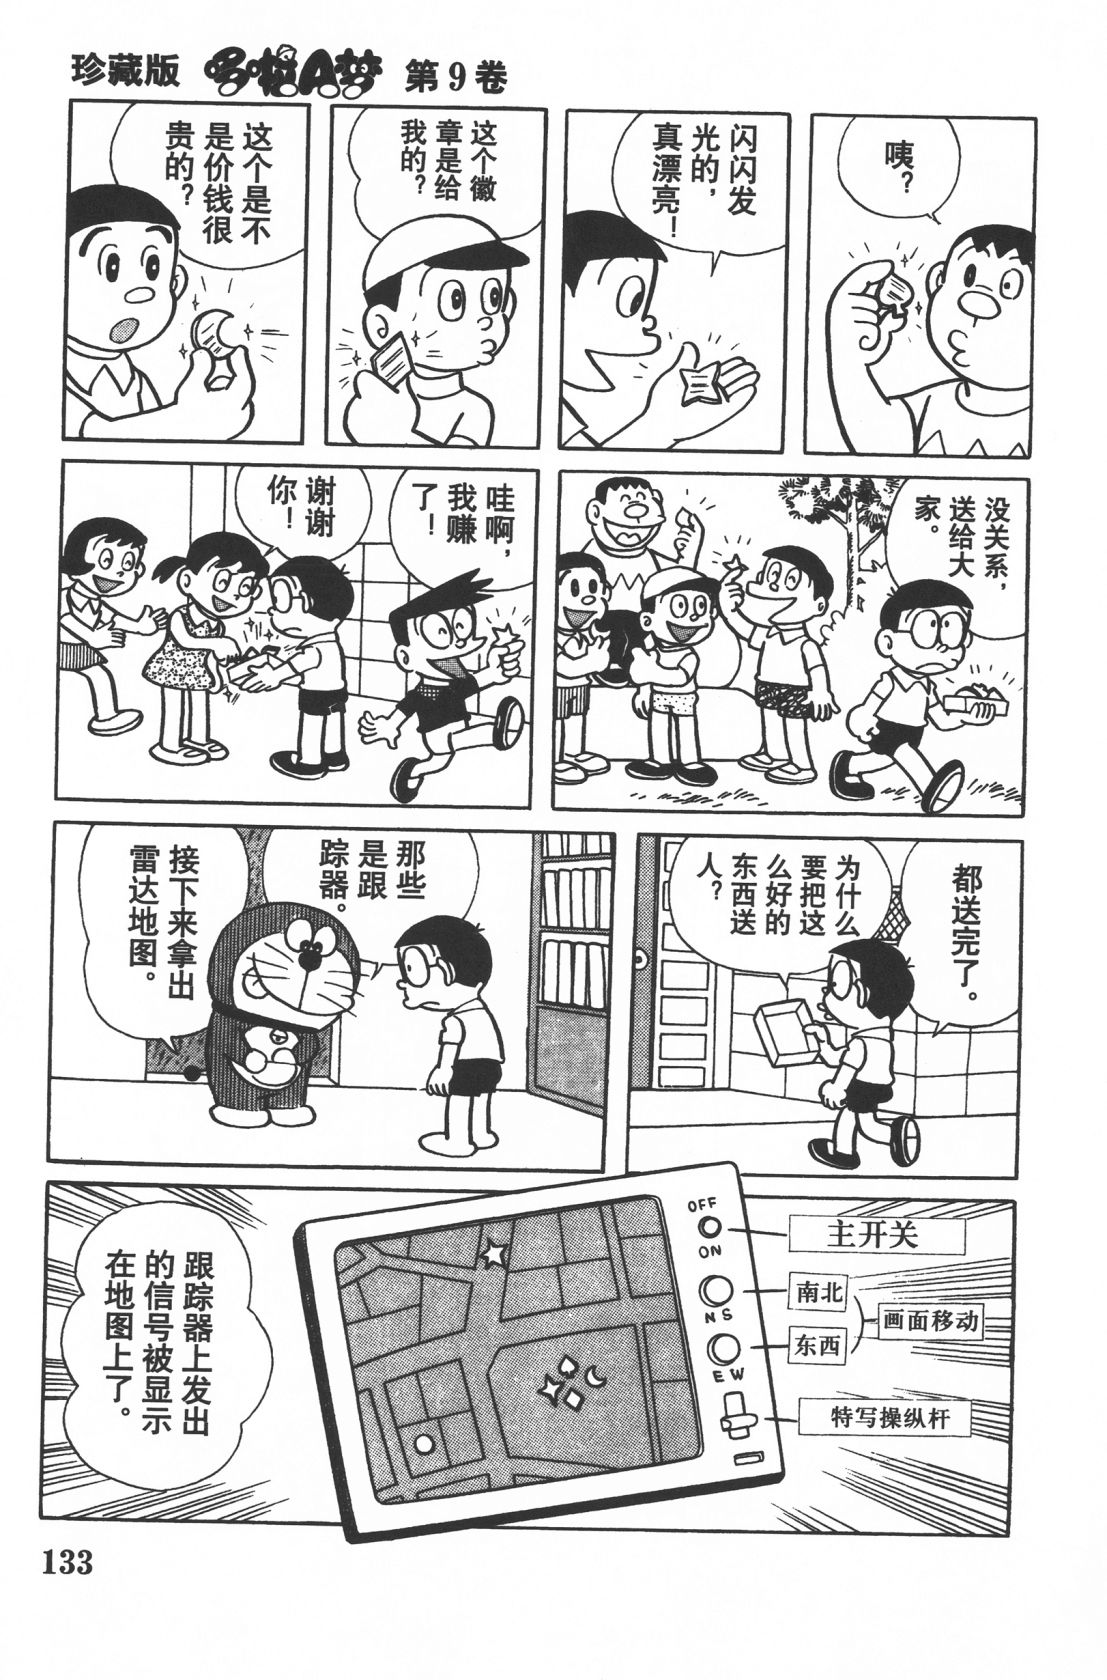 珍藏版 哆啦A梦 第9卷
咦？
闪闪发
光的，
真漂亮！
这个徽
章是给
我的？
这个是不
是价钱很
贵的？
没关系，
送给大
家。
哇啊，
我赚
了！
谢谢
你！
都送完了。
为什么
要把这
么好的
东西送
人？
那些
是跟
踪器。
接下来拿出
雷达地图。
跟踪器上发出
的信号被显示
在地图上了。
OFF
ON
主开关
N S
南北
E W
东西
画面移动
特写操纵杆
133